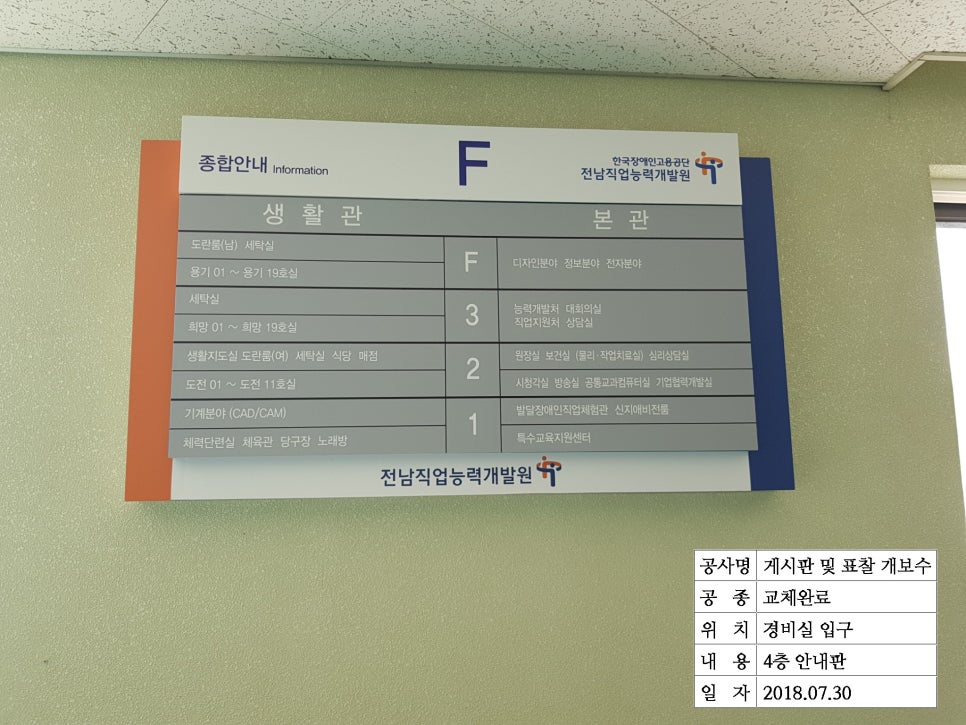 종합안내 Information
F
한국장애인고용공단
전남직업능력개발원
생 활 관
본 관
도란룸(남) 세탁실
용기 01 ~ 용기 19호실
F
디자인분야 정보분야 전자분야
세탁실
희망 01 ~ 희망 19호실
3
능력개발처 대회의실
직업지원처 상담실
생활지도실 도란룸(여) 세탁실 식당 매점
도전 01 ~ 도전 11호실
2
원장실 보건실 (물리·작업치료실) 심리상담실
시청각실 방송실 공통교과컴퓨터실 기업협력개발실
기계분야 (CAD/CAM)
체력단련실 체육관 당구장 노래방
1
발달장애인직업체험관 신지애비전룸
특수교육지원센터
전남직업능력개발원
공사명 게시판 및 표찰 개보수
공 종 교체완료
위 치 경비실 입구
내 용 4층 안내판
일 자 2018.07.30